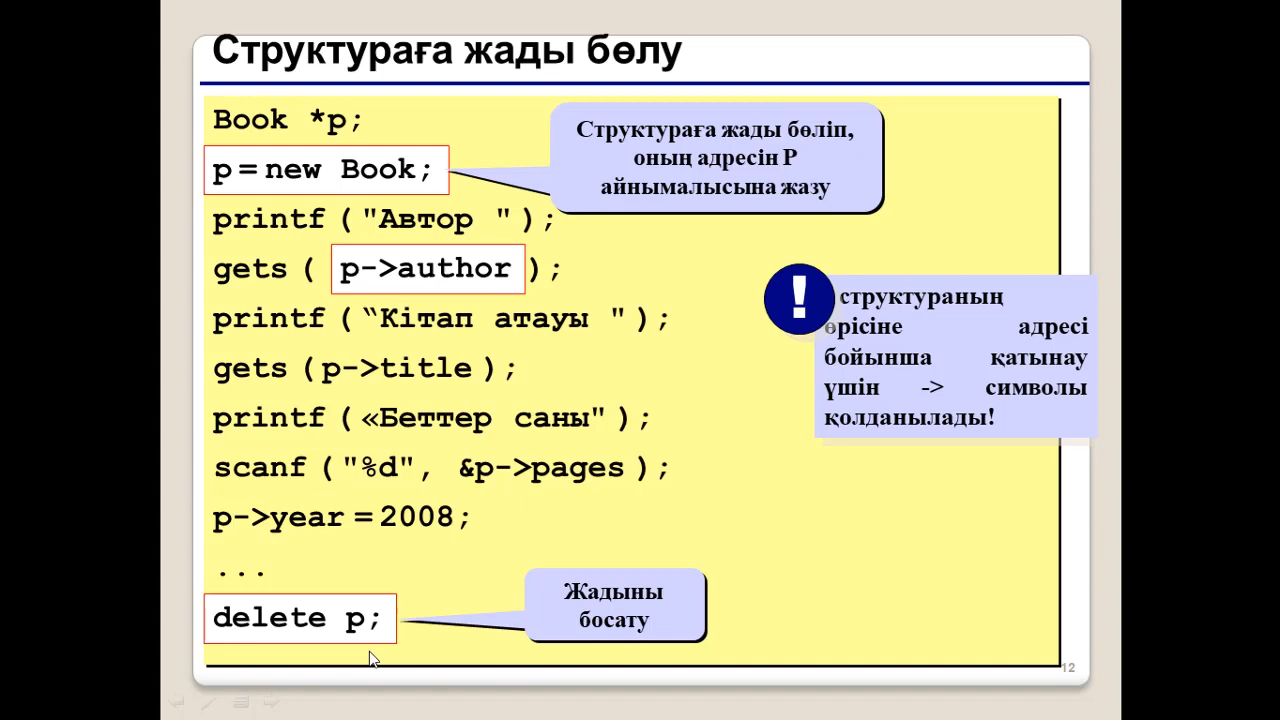 Структураға жады бөлу
Book *p;
p = new Book;
Структураға жады бөліп,
оның адресін P
айнымалысына жазу
printf ( "Автор " );
gets ( p->author );
printf ( “Кітап атауы " );
gets ( p->title );
printf ( «Беттер саны" );
scanf ( "%d", &p->pages );
p->year = 2008;
...
delete p;
!
структураның
өрісіне адресі
бойынша қатынау
үшін -> символы
қолданылады!
Жадыны
босату
12